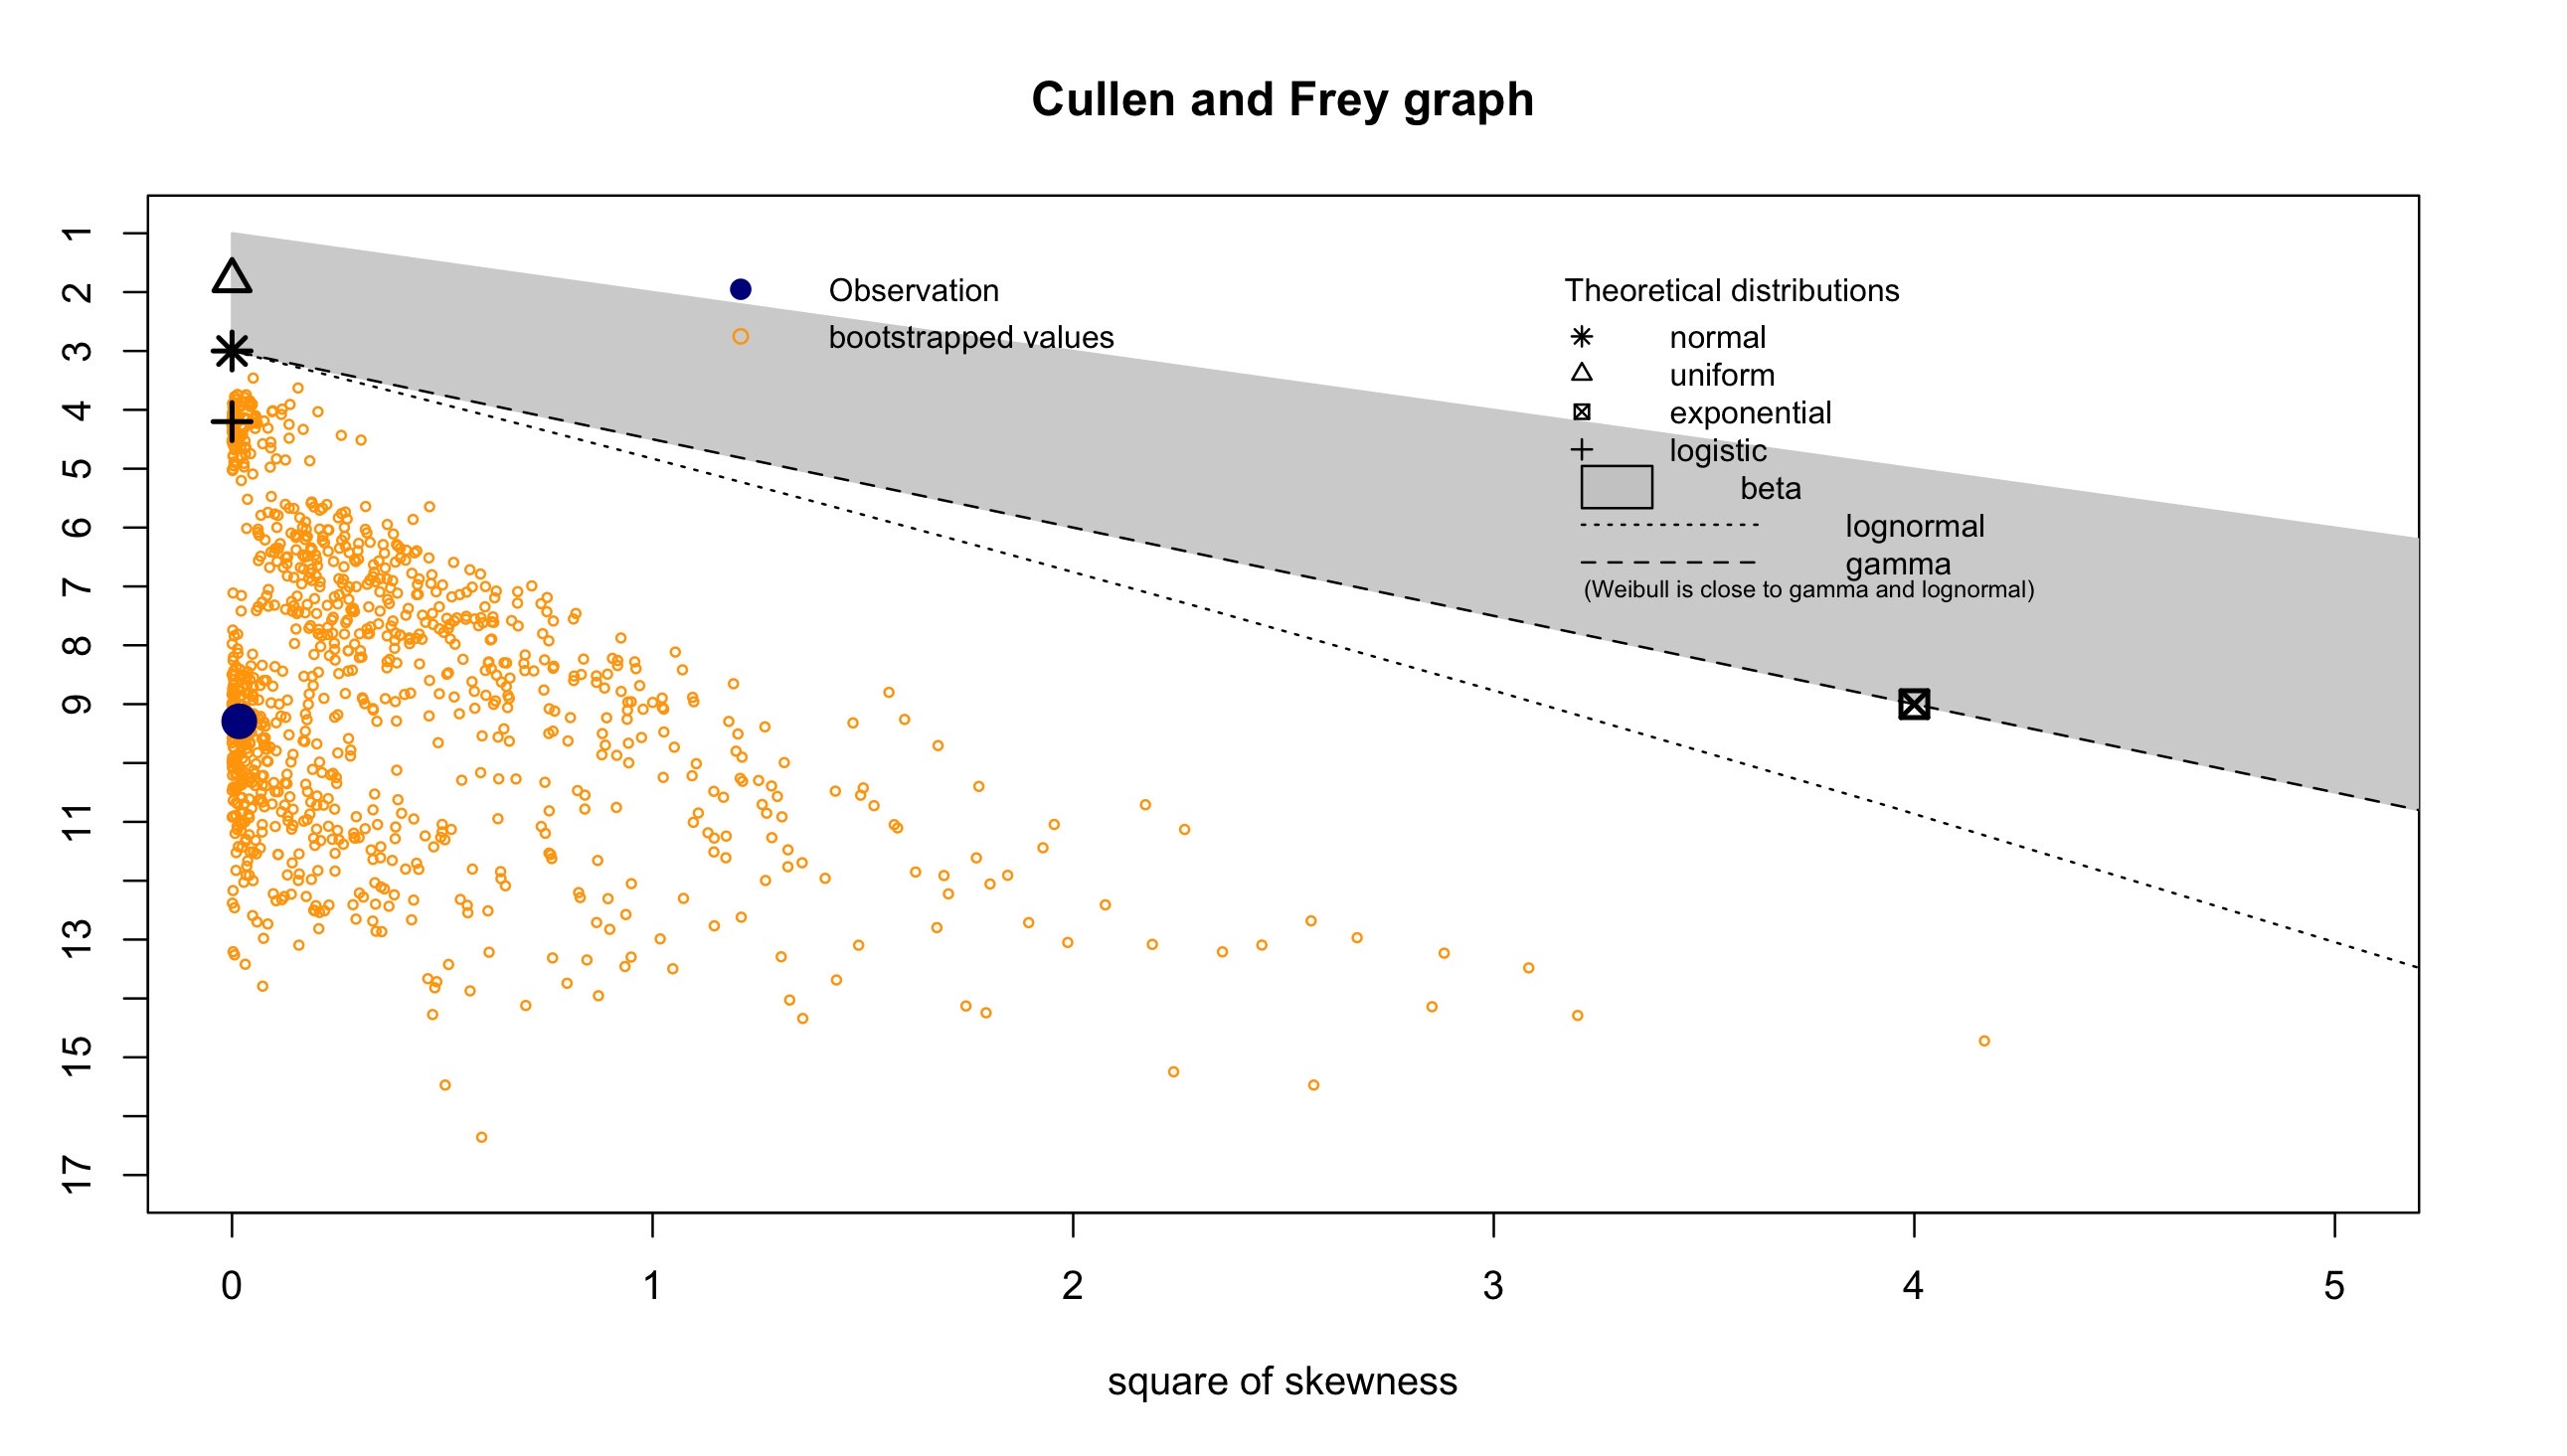 Cullen and Frey graph
Observation
bootstrapped values
Theoretical distributions
normal
uniform
exponential
logistic
beta
lognormal
gamma
(Weibull is close to gamma and lognormal)
1
2
3
4
5
6
7
8
9
11
13
15
17
0 1 2 3 4 5
square of skewness